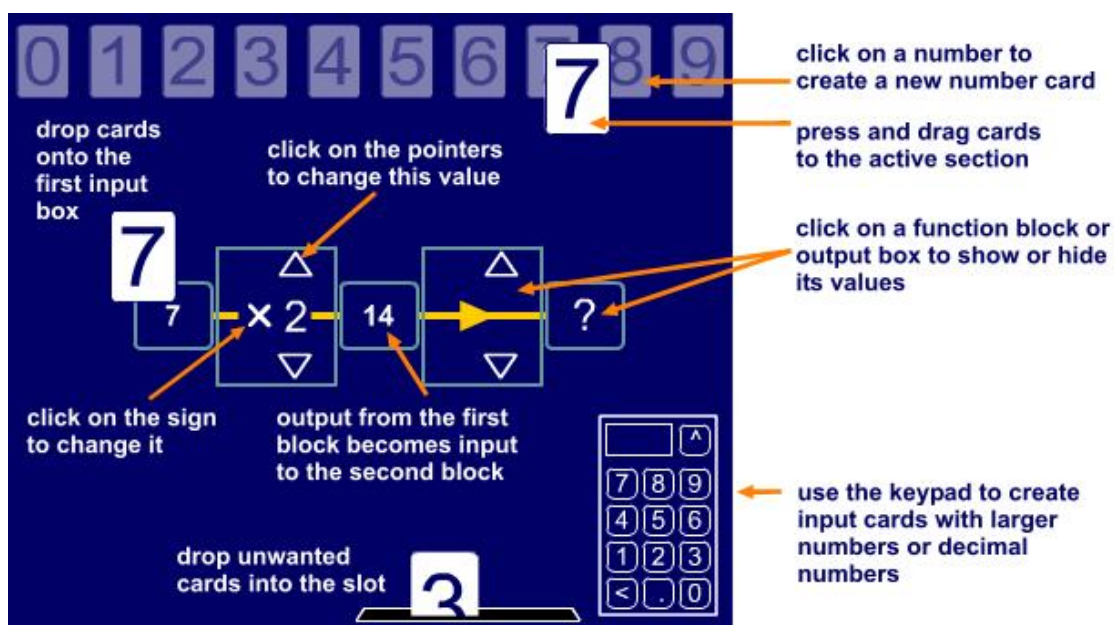 0 1 2 3 4 5 6 7 8 9
7
click on a number to
create a new number card
press and drag cards
to the active section
drop cards
onto the
first input
box
click on the pointers
to change this value
click on a function block or
output box to show or hide
its values
7
7 × 2 14 ?
click on the sign
to change it
output from the first
block becomes input
to the second block
^
7 8 9
4 5 6
1 2 3
< . 0
use the keypad to create
input cards with larger
numbers or decimal
numbers
drop unwanted
cards into the slot
3